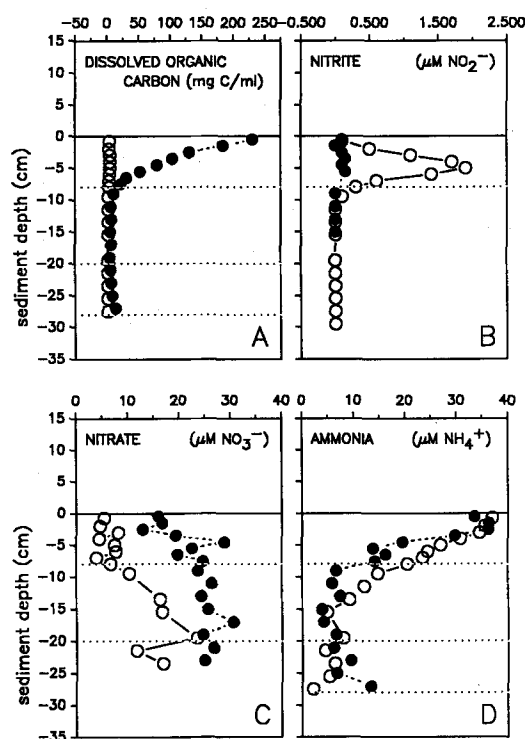 −50 50 150 250
−0.500 0.500 1.500 2.500
15
10
5
0
−5
−10
−15
−20
−25
−30
−35
sediment depth (cm)
DISSOLVED ORGANIC
CARBON (mg C/ml)
A
NITRITE (μM NO₂⁻)
B
0 10 20 30 40
0 10 20 30 40
15
10
5
0
−5
−10
−15
−20
−25
−30
−35
sediment depth (cm)
NITRATE (μM NO₃⁻)
C
AMMONIA (μM NH₄⁺)
D